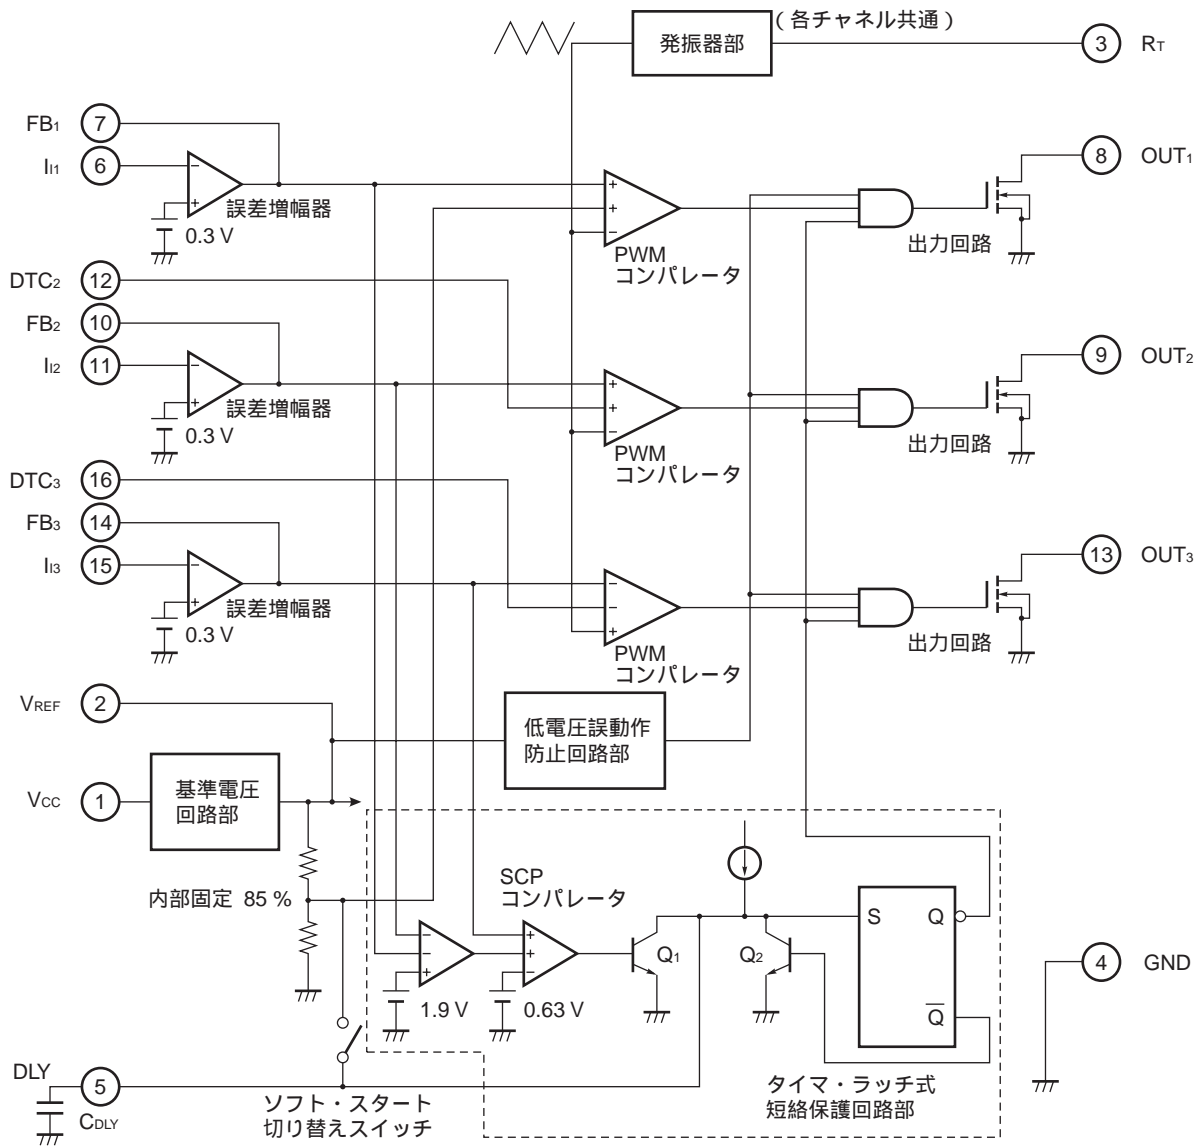 発振器部
(各チャネル共通)
3 RT
FB1 7
II1 6
−
+
誤差増幅器
0.3 V
+
+
−
PWM
コンパレータ
出力回路
8 OUT1
DTC2 12
FB2 10
II2 11
−
+
誤差増幅器
0.3 V
+
+
−
PWM
コンパレータ
出力回路
9 OUT2
DTC3 16
FB3 14
II3 15
−
+
誤差増幅器
0.3 V
−
−
+
PWM
コンパレータ
出力回路
13 OUT3
VREF 2
低電圧誤動作
防止回路部
VCC 1
基準電圧
回路部
内部固定 85 %
SCP
コンパレータ
−
−
+
1.9 V
+
+
−
0.63 V
Q1
Q2
S Q
Q̅
4 GND
DLY
5
CDLY
ソフト・スタート
切り替えスイッチ
タイマ・ラッチ式
短絡保護回路部